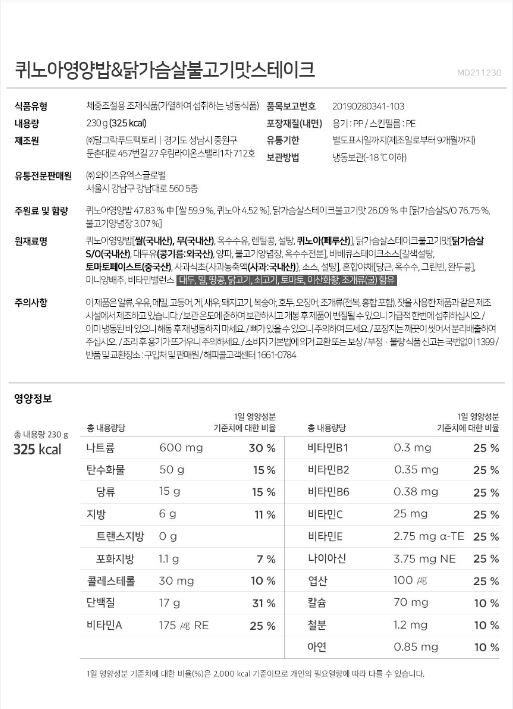 퀴노아영양밥&닭가슴살불고기맛스테이크
MD211230
식품유형 체중조절용 조제식품(가열하여 섭취하는 냉동식품) 품목보고번호 20190280341-103
내용량 230 g (325 kcal) 포장재질(내면) 용기 : PP / 스킨필름 : PE
제조원 ㈜달그락푸드팩토리 | 경기도 성남시 중원구 유통기한 별도표시일까지(제조일로부터 9개월까지)
둔촌대로 457번길 27 우림라이온스밸리1차 712호 보관방법 냉동보관(-18 ℃ 이하)
유통전문판매원 ㈜와이즈유엑스글로벌
서울시 강남구 강남대로 560 5층
주원료 및 함량 퀴노아영양밥 47.83 % 中 [쌀 59.9 %, 퀴노아 4.52 %], 닭가슴살스테이크불고기맛 26.09 % 中 [닭가슴살S/O 76.75 %,
불고기양념장 3.07 %]
원재료명 퀴노아영양밥[쌀(국내산), 무(국내산), 옥수수유, 렌틸콩, 설탕, 퀴노아(페루산)], 닭가슴살스테이크불고기맛[닭가슴살
S/O(국내산), 대두유(콩기름:외국산), 양파, 불고기양념장, 옥수수전분], 바베큐스테이크소스[갈색설탕,
토마토페이스트(중국산), 사과식초{사과농축액(사과:국내산)}, 소스, 설탕], 혼합야채[당근, 옥수수, 그린빈, 완두콩],
미니양배추, 비타민밸런스 대두, 밀, 땅콩, 닭고기, 쇠고기, 토마토, 이산화황, 조개류(굴) 함유
주의사항 이 제품은 알류, 우유, 메밀, 고등어, 게, 새우, 돼지고기, 복숭아, 호두, 오징어, 조개류(전복, 홍합 포함), 잣을 사용한 제품과 같은 제조
시설에서 제조하고 있습니다. / 보관 온도에 준하여 보관하시고 개봉 후 제품이 변질될 수 있으니 가급적 한번에 섭취하십시오. /
이미 냉동된 바 있으니 해동 후 재 냉동하지 마세요. / 뼈가 있을 수 있으니 주의하여 드세요. / 포장지는 깨끗이 씻어서 분리배출하여
주십시오. / 조리 후 용기가 뜨거우니 주의하세요. / 소비자 기본법에 의거 교환 또는 보상 / 부정 · 불량 식품 신고는 국번없이 1399 /
반품 및 교환장소 : 구입처 및 판매원 / 해피콜고객센터 1661-0784
영양정보
총 내용량 230 g
325 kcal
총 내용량당 1일 영양성분 기준치에 대한 비율 총 내용량당 1일 영양성분 기준치에 대한 비율
나트륨 600 mg 30 % 비타민B1 0.3 mg 25 %
탄수화물 50 g 15 % 비타민B2 0.35 mg 25 %
당류 15 g 15 % 비타민B6 0.38 mg 25 %
지방 6 g 11 % 비타민C 25 mg 25 %
트랜스지방 0 g 비타민E 2.75 mg α-TE 25 %
포화지방 1.1 g 7 % 나이아신 3.75 mg NE 25 %
콜레스테롤 30 mg 10 % 엽산 100 ㎍ 25 %
단백질 17 g 31 % 칼슘 70 mg 10 %
비타민A 175 ㎍ RE 25 % 철분 1.2 mg 10 %
아연 0.85 mg 10 %
1일 영양성분 기준치에 대한 비율(%)은 2,000 kcal 기준이므로 개인의 필요열량에 따라 다를 수 있습니다.